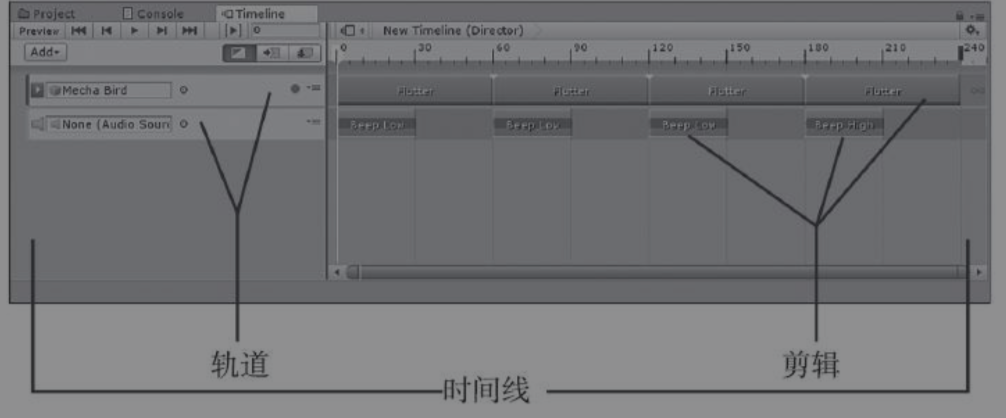 Project Console Timeline
Preview 0 New Timeline (Director)
Add
0 30 60 90 120 150 180 210 240
Mecha Bird Flutter Flutter Flutter Flutter
None (Audio Sour Beep Low Beep Low Beep Low Beep High
轨道 剪辑
时间线